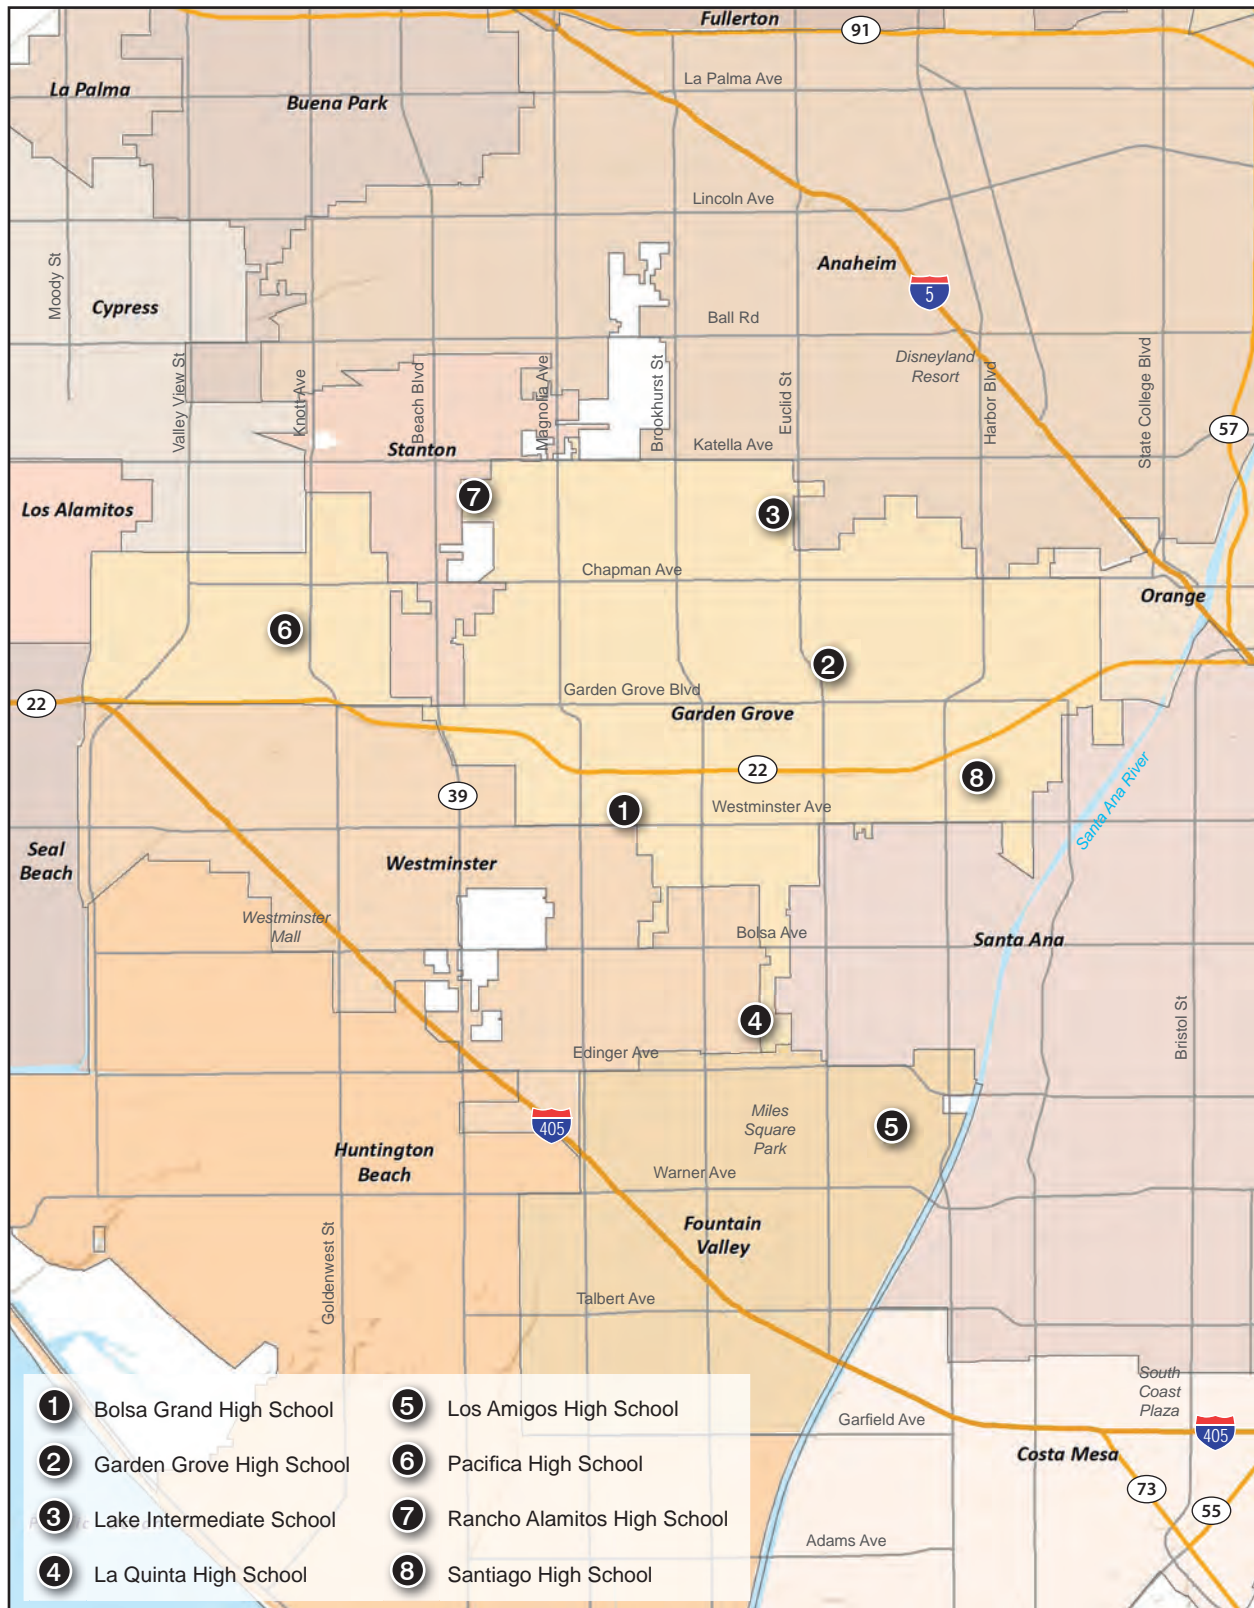 Fullerton
91
La Palma Ave
La Palma
Buena Park
Lincoln Ave
Moody St
Anaheim
5
Cypress
Ball Rd
Disneyland
Resort
Valley View St
Knott Ave
Beach Blvd
Magnolia Ave
Brookhurst St
Euclid St
Harbor Blvd
State College Blvd
57
Stanton
Katella Ave
7
3
Los Alamitos
Chapman Ave
Orange
6
2
22
Garden Grove Blvd
Garden Grove
22
8
39
1
Westminster Ave
Santa Ana River
Seal
Beach
Westminster
Westminster
Mall
Bolsa Ave
Santa Ana
4
Bristol St
Edinger Ave
405
Miles
Square
Park
5
Huntington
Beach
Warner Ave
Fountain
Valley
Goldenwest St
Talbert Ave
South
Coast
Plaza
Garfield Ave
405
Costa Mesa
73
55
Adams Ave
1 Bolsa Grand High School
2 Garden Grove High School
3 Lake Intermediate School
4 La Quinta High School
5 Los Amigos High School
6 Pacifica High School
7 Rancho Alamitos High School
8 Santiago High School